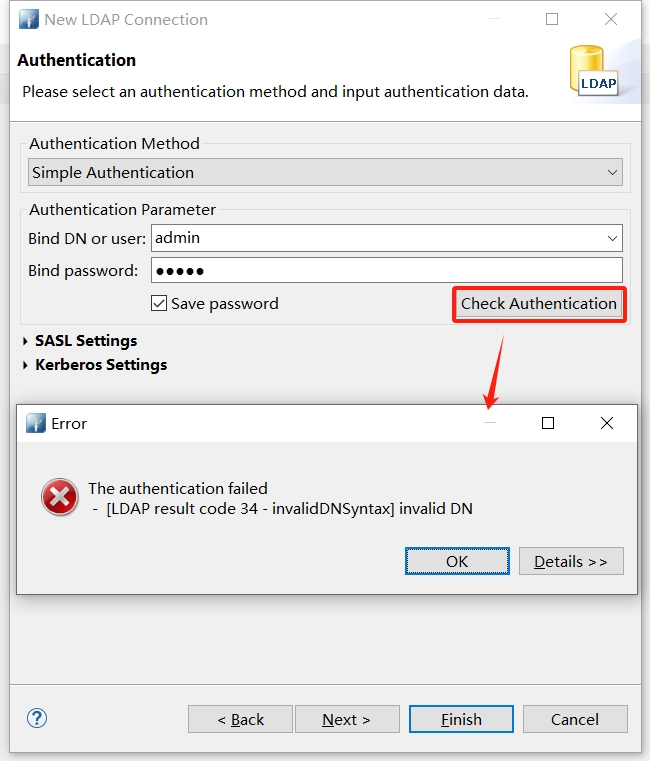 New LDAP Connection
Authentication
Please select an authentication method and input authentication data.
LDAP
Authentication Method
Simple Authentication
Authentication Parameter
Bind DN or user: admin
Bind password: ●●●●●
Save password
Check Authentication
SASL Settings
Kerberos Settings
Error
The authentication failed
- [LDAP result code 34 - invalidDNSyntax] invalid DN
OK
Details >>
?
< Back
Next >
Finish
Cancel